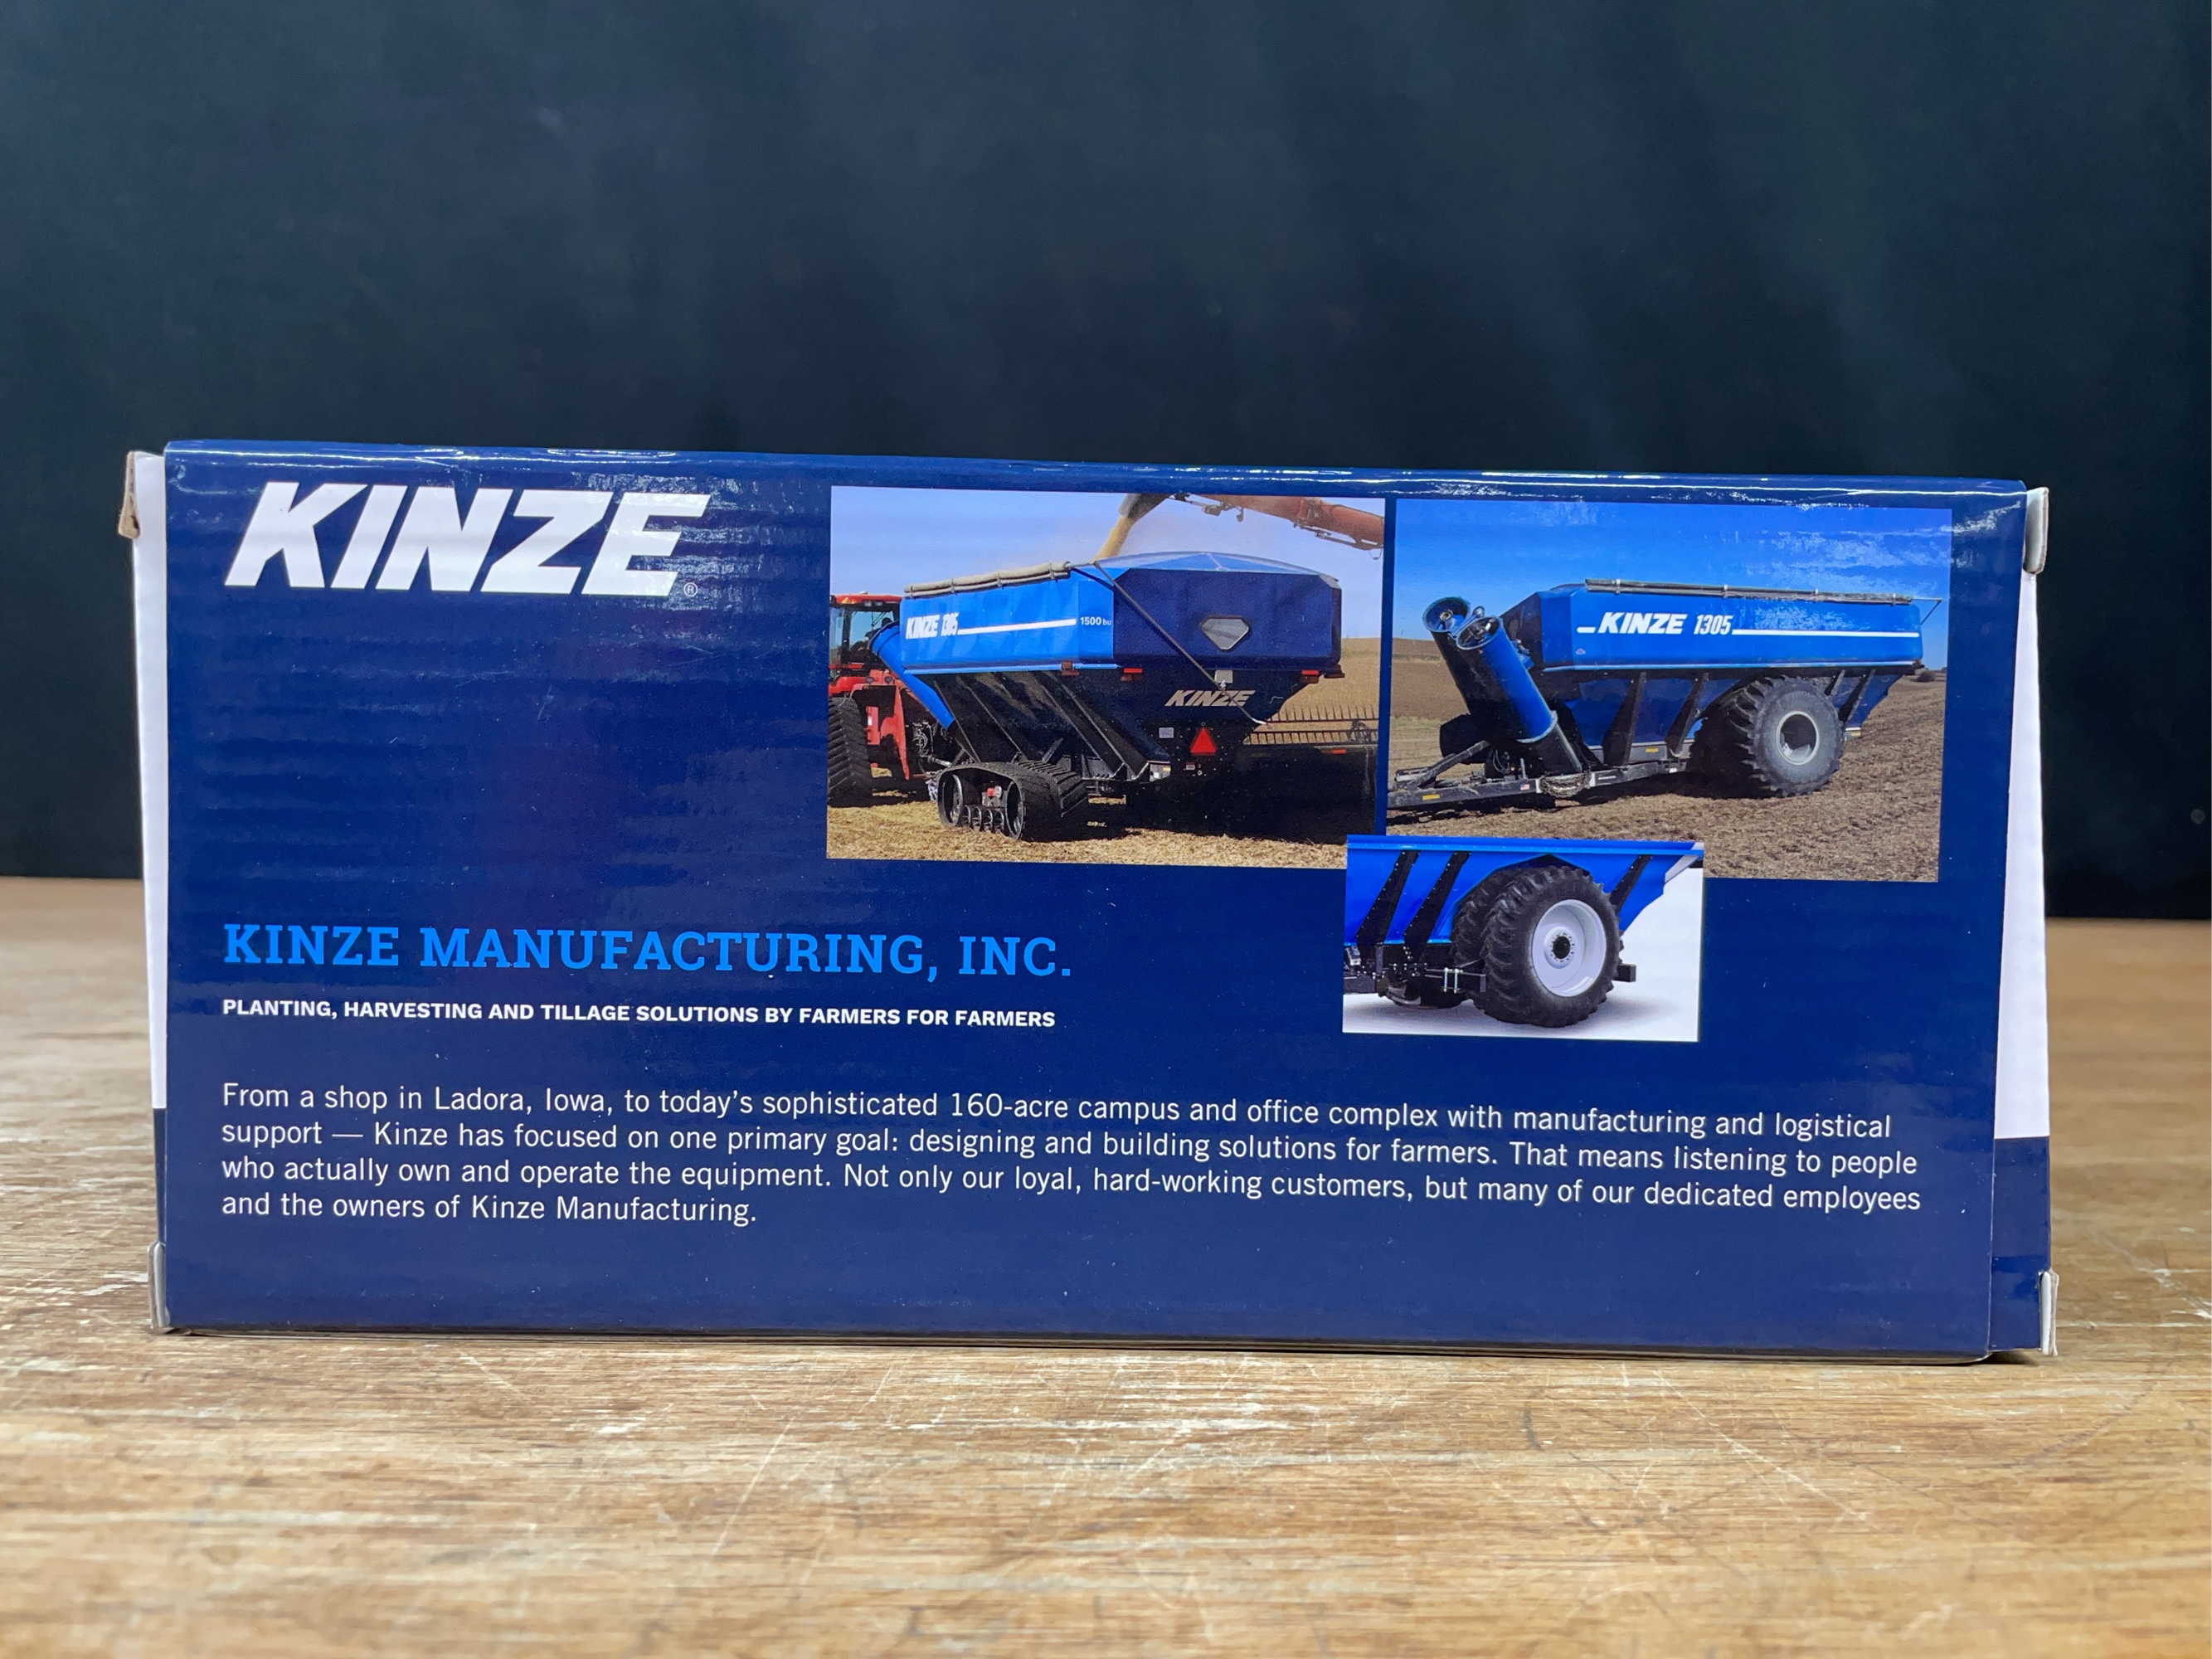 KINZE®
KINZE 1305
1500 bu
KINZE
KINZE 1305
KINZE MANUFACTURING, INC.
PLANTING, HARVESTING AND TILLAGE SOLUTIONS BY FARMERS FOR FARMERS
From a shop in Ladora, Iowa, to today's sophisticated 160-acre campus and office complex with manufacturing and logistical
support — Kinze has focused on one primary goal: designing and building solutions for farmers. That means listening to people
who actually own and operate the equipment. Not only our loyal, hard-working customers, but many of our dedicated employees
and the owners of Kinze Manufacturing.